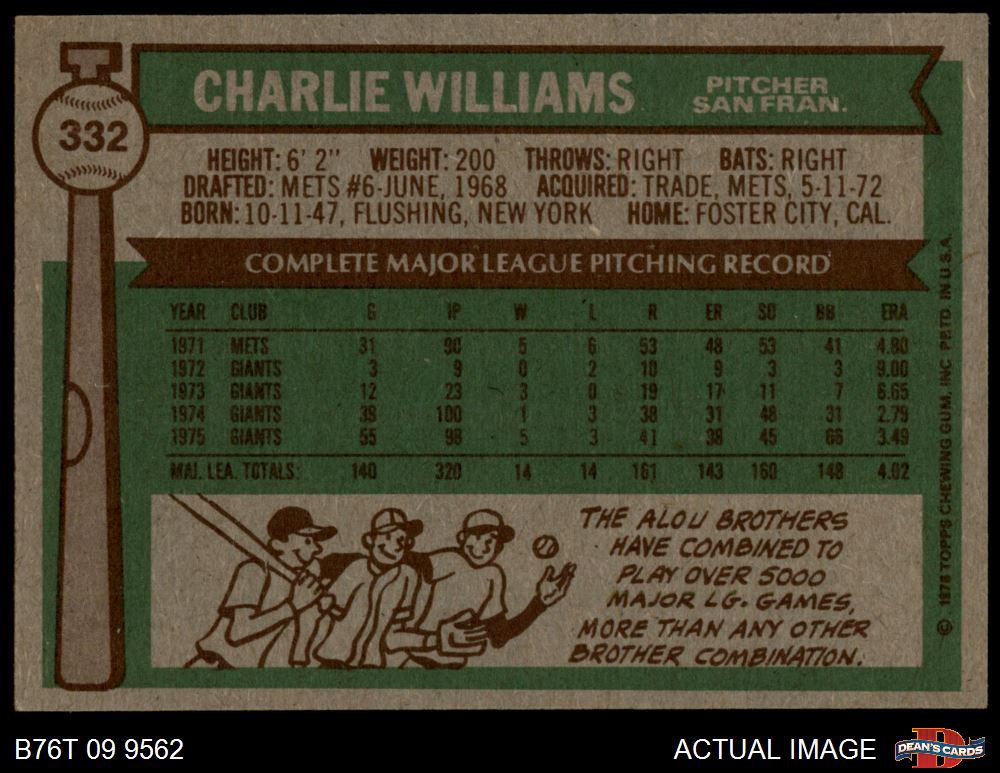 332
CHARLIE WILLIAMS
PITCHER
SAN FRAN.
HEIGHT: 6' 2" WEIGHT: 200 THROWS: RIGHT BATS: RIGHT
DRAFTED: METS #6-JUNE, 1968 ACQUIRED: TRADE, METS, 5-11-72
BORN: 10-11-47, FLUSHING, NEW YORK HOME: FOSTER CITY, CAL.
COMPLETE MAJOR LEAGUE PITCHING RECORD
YEAR CLUB G IP W L R ER SO BB ERA
1971 METS 31 90 5 6 53 48 53 41 4.80
1972 GIANTS 3 9 0 2 10 9 3 3 9.00
1973 GIANTS 12 23 3 0 19 17 11 7 6.65
1974 GIANTS 39 100 1 3 38 31 48 31 2.79
1975 GIANTS 55 98 5 3 41 38 45 66 3.49
MAJ. LEA. TOTALS: 140 320 14 14 161 143 160 148 4.02
THE ALOU BROTHERS
HAVE COMBINED TO
PLAY OVER 5000
MAJOR LG. GAMES,
MORE THAN ANY OTHER
BROTHER COMBINATION.
© 1976 TOPPS CHEWING GUM, INC. PRTD. IN U.S.A.
B76T 09 9562
ACTUAL IMAGE
D
DEAN'S CARDS